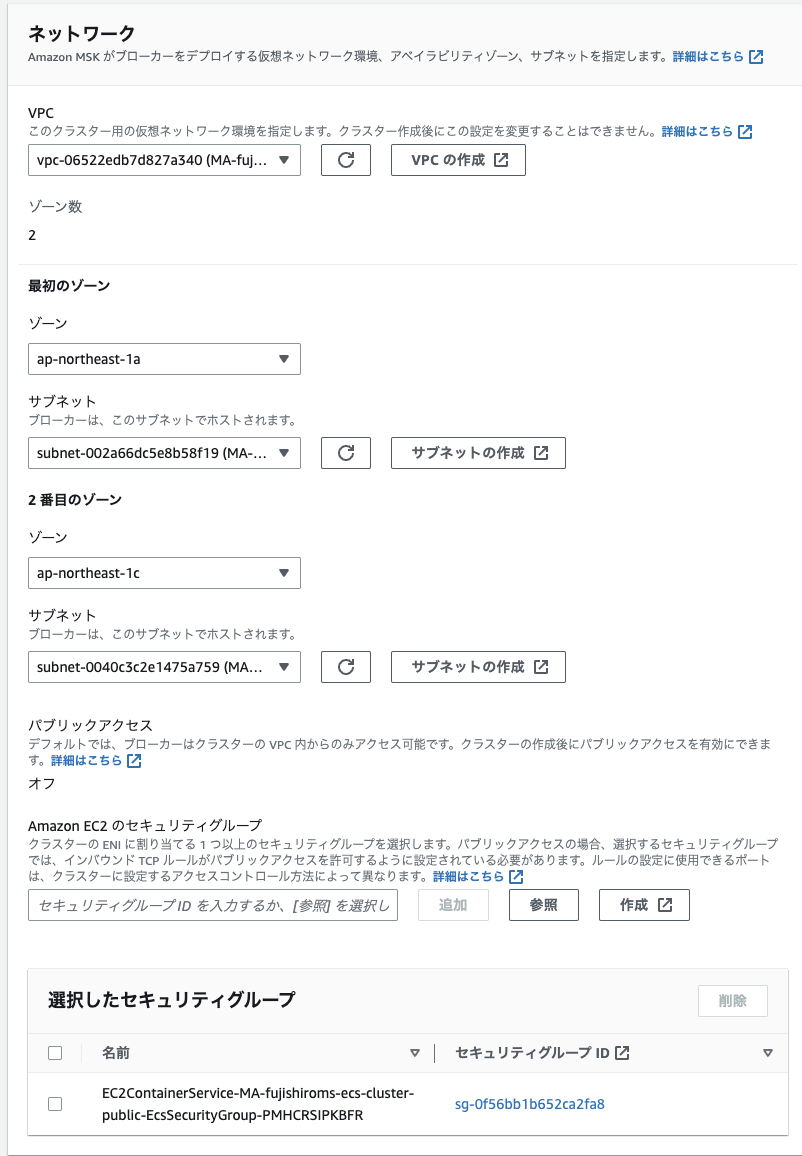 ネットワーク
Amazon MSK がブローカーをデプロイする仮想ネットワーク環境、アベイラビリティゾーン、サブネットを指定します。詳細はこちら
VPC
このクラスター用の仮想ネットワーク環境を指定します。クラスター作成後にこの設定を変更することはできません。詳細はこちら
vpc-06522edb7d827a340 (MA-fuj... VPC の作成
ゾーン数
2
最初のゾーン
ゾーン
ap-northeast-1a
サブネット
ブローカーは、このサブネットでホストされます。
subnet-002a66dc5e8b58f19 (MA-... サブネットの作成
2 番目のゾーン
ゾーン
ap-northeast-1c
サブネット
ブローカーは、このサブネットでホストされます。
subnet-0040c3c2e1475a759 (MA... サブネットの作成
パブリックアクセス
デフォルトでは、ブローカーはクラスターの VPC 内からのみアクセス可能です。クラスターの作成後にパブリックアクセスを有効にできま
す。詳細はこちら
オフ
Amazon EC2 のセキュリティグループ
クラスターの ENI に割り当てる 1 つ以上のセキュリティグループを選択します。パブリックアクセスの場合、選択するセキュリティグループ
では、インバウンド TCP ルールがパブリックアクセスを許可するように設定されている必要があります。ルールの設定に使用できるポート
は、クラスターに設定するアクセスコントロール方法によって異なります。詳細はこちら
セキュリティグループ ID を入力するか、[参照] を選択し 追加 参照 作成
選択したセキュリティグループ 削除
名前 セキュリティグループ ID
EC2ContainerService-MA-fujishiroms-ecs-cluster-
public-EcsSecurityGroup-PMHCRSIPKBFR sg-0f56bb1b652ca2fa8